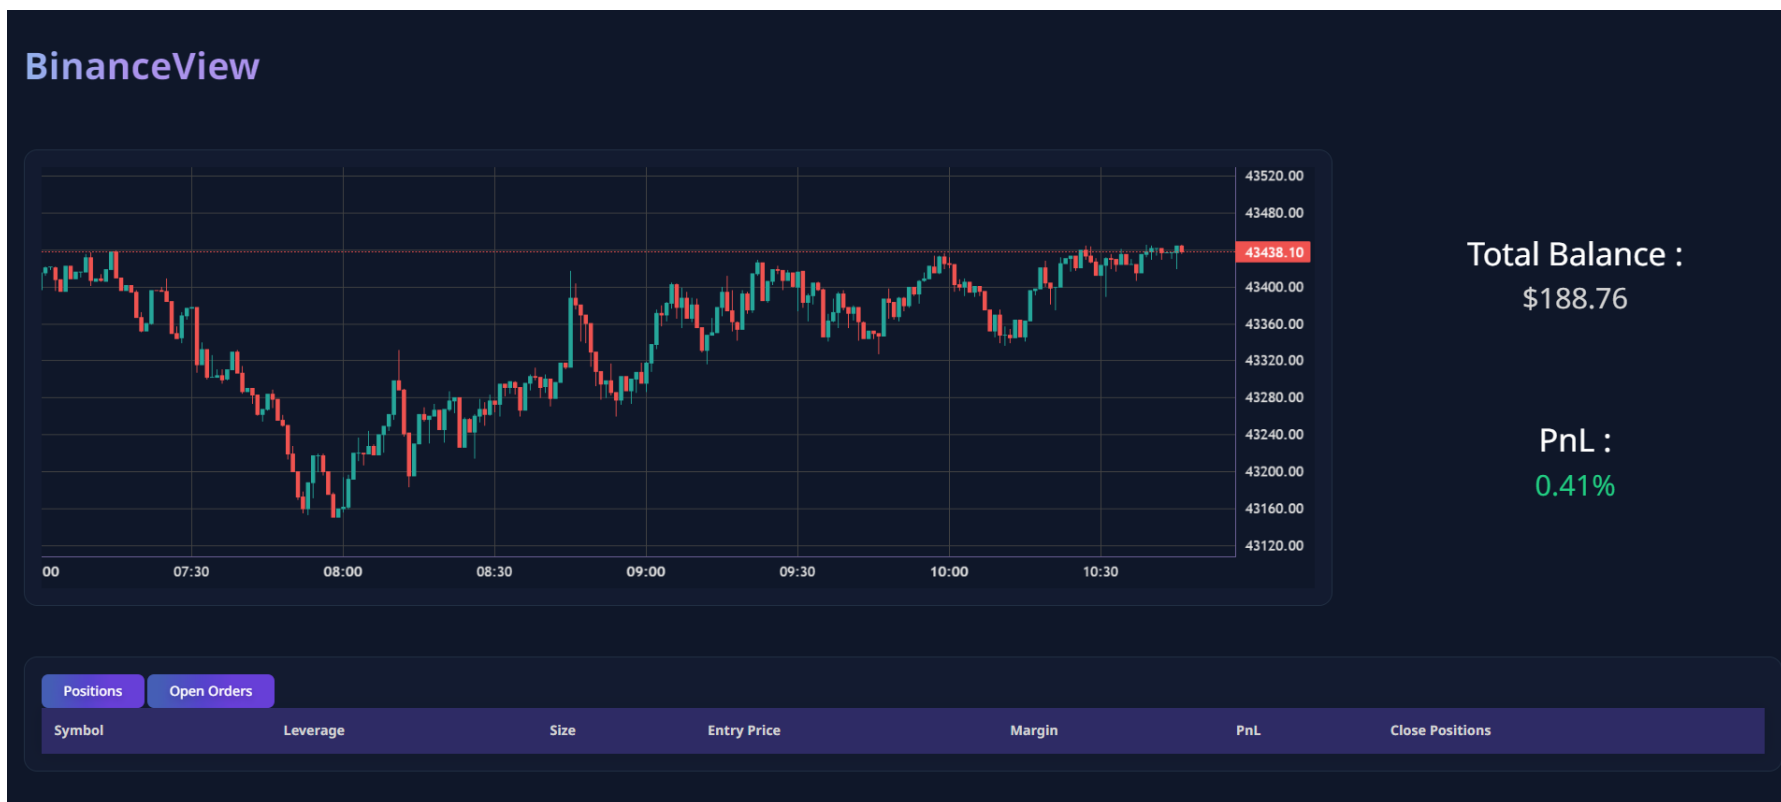 BinanceView
43520.00
43480.00
43438.10
43400.00
43360.00
43320.00
43280.00
43240.00
43200.00
43160.00
43120.00
00 07:30 08:00 08:30 09:00 09:30 10:00 10:30
Total Balance :
$188.76
PnL :
0.41%
Positions Open Orders
Symbol Leverage Size Entry Price Margin PnL Close Positions